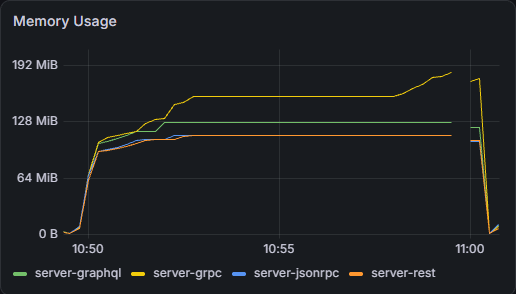 Memory Usage
192 MiB
128 MiB
64 MiB
0 B
10:50 10:55 11:00
server-graphql server-grpc server-jsonrpc server-rest